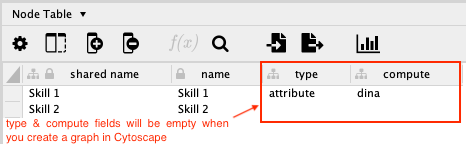 Node Table
f(x)
shared name name type compute
Skill 1 Skill 1 attribute dina
Skill 2 Skill 2
type & compute fields will be empty when
you create a graph in Cytoscape